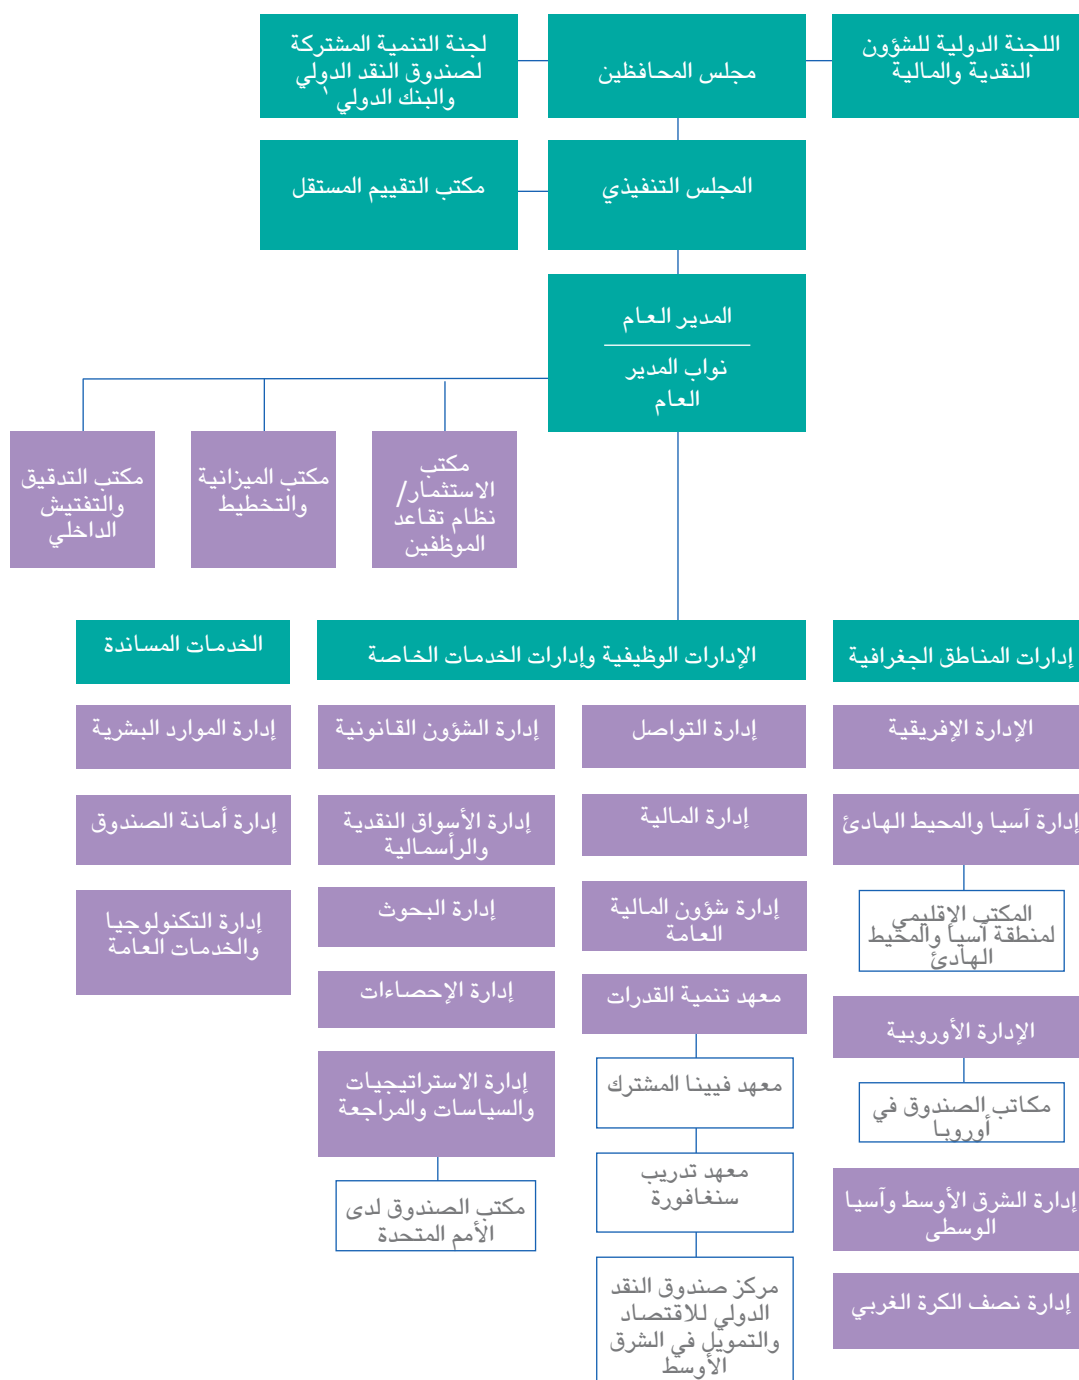 اللجنة الدولية للشؤون
النقدية والمالية
مجلس المحافظين
لجنة التنمية المشتركة
لصندوق النقد الدولي
والبنك الدولي ١
المجلس التنفيذي
مكتب التقييم المستقل
المدير العام
نواب المدير
العام
مكتب
الاستثمار/
نظام تقاعد
الموظفين
مكتب الميزانية
والتخطيط
مكتب التدقيق
والتفتيش
الداخلي
إدارات المناطق الجغرافية
الإدارة الإفريقية
إدارة آسيا والمحيط الهادئ
المكتب الإقليمي
لمنطقة آسيا والمحيط
الهادئ
الإدارة الأوروبية
مكاتب الصندوق في
أوروبا
إدارة الشرق الأوسط وآسيا
الوسطى
إدارة نصف الكرة الغربي
الإدارات الوظيفية وإدارات الخدمات الخاصة
إدارة التواصل
إدارة المالية
إدارة شؤون المالية
العامة
معهد تنمية القدرات
معهد فيينا المشترك
معهد تدريب
سنغافورة
مركز صندوق النقد
الدولي للاقتصاد
والتمويل في الشرق
الأوسط
إدارة الشؤون القانونية
إدارة الأسواق النقدية
والرأسمالية
إدارة البحوث
إدارة الإحصاءات
إدارة الاستراتيجيات
والسياسات والمراجعة
مكتب الصندوق لدى
الأمم المتحدة
الخدمات المساندة
إدارة الموارد البشرية
إدارة أمانة الصندوق
إدارة التكنولوجيا
والخدمات العامة